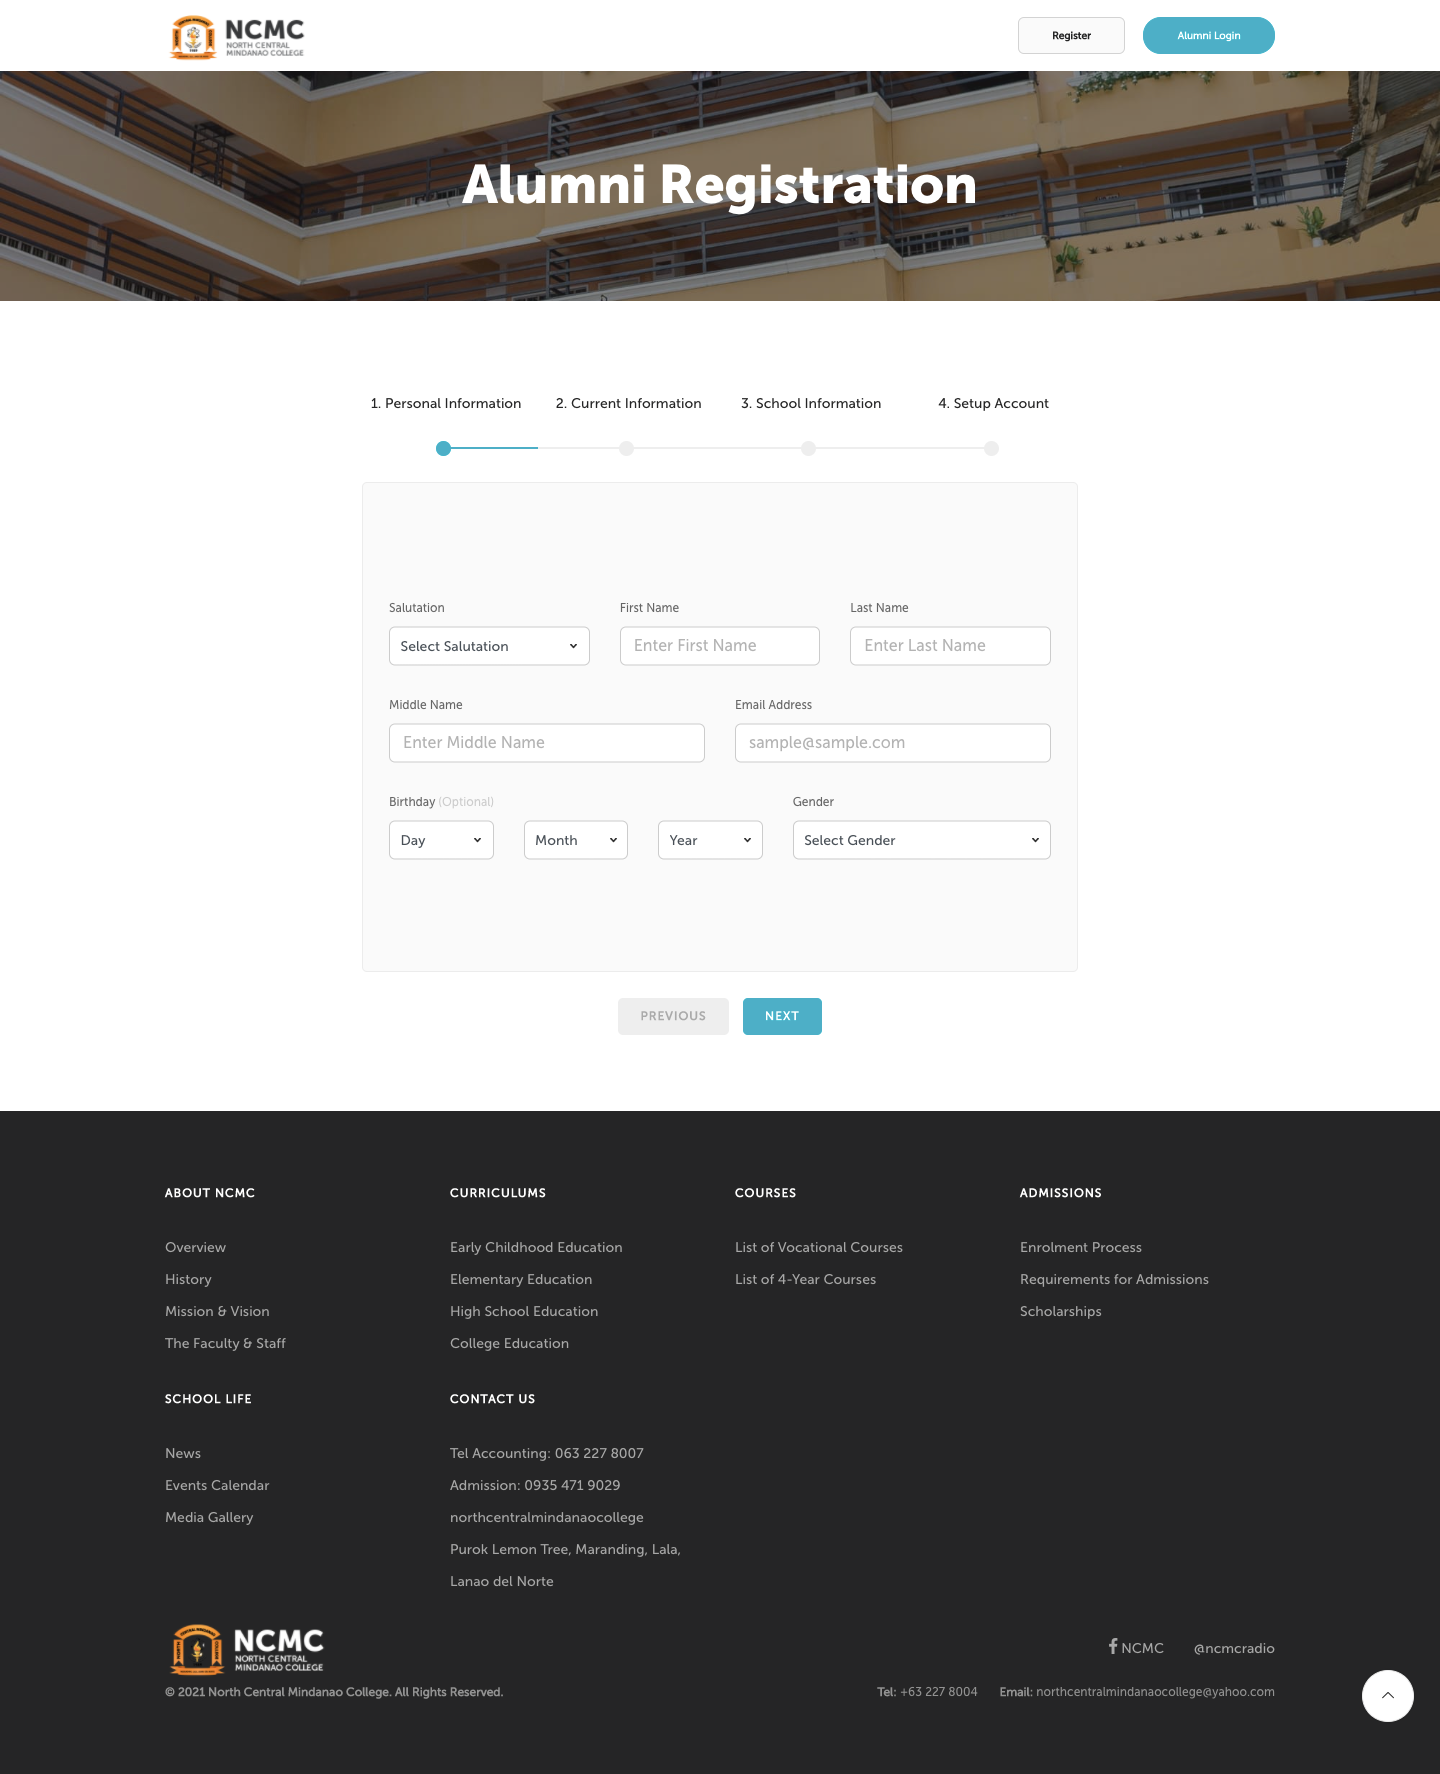 NCMC
NORTH CENTRAL
MINDANAO COLLEGE
Register
Alumni Login
Alumni Registration
1. Personal Information
2. Current Information
3. School Information
4. Setup Account
Salutation
First Name
Last Name
Select Salutation
Enter First Name
Enter Last Name
Middle Name
Email Address
Enter Middle Name
sample@sample.com
Birthday (Optional)
Gender
Day
Month
Year
Select Gender
PREVIOUS
NEXT
ABOUT NCMC
Overview
History
Mission & Vision
The Faculty & Staff
CURRICULUMS
Early Childhood Education
Elementary Education
High School Education
College Education
COURSES
List of Vocational Courses
List of 4-Year Courses
ADMISSIONS
Enrolment Process
Requirements for Admissions
Scholarships
SCHOOL LIFE
News
Events Calendar
Media Gallery
CONTACT US
Tel Accounting: 063 227 8007
Admission: 0935 471 9029
northcentralmindanaocollege
Purok Lemon Tree, Maranding, Lala,
Lanao del Norte
NCMC
NORTH CENTRAL
MINDANAO COLLEGE
NCMC
@ncmcradio
© 2021 North Central Mindanao College. All Rights Reserved.
Tel: +63 227 8004
Email: northcentralmindanaocollege@yahoo.com